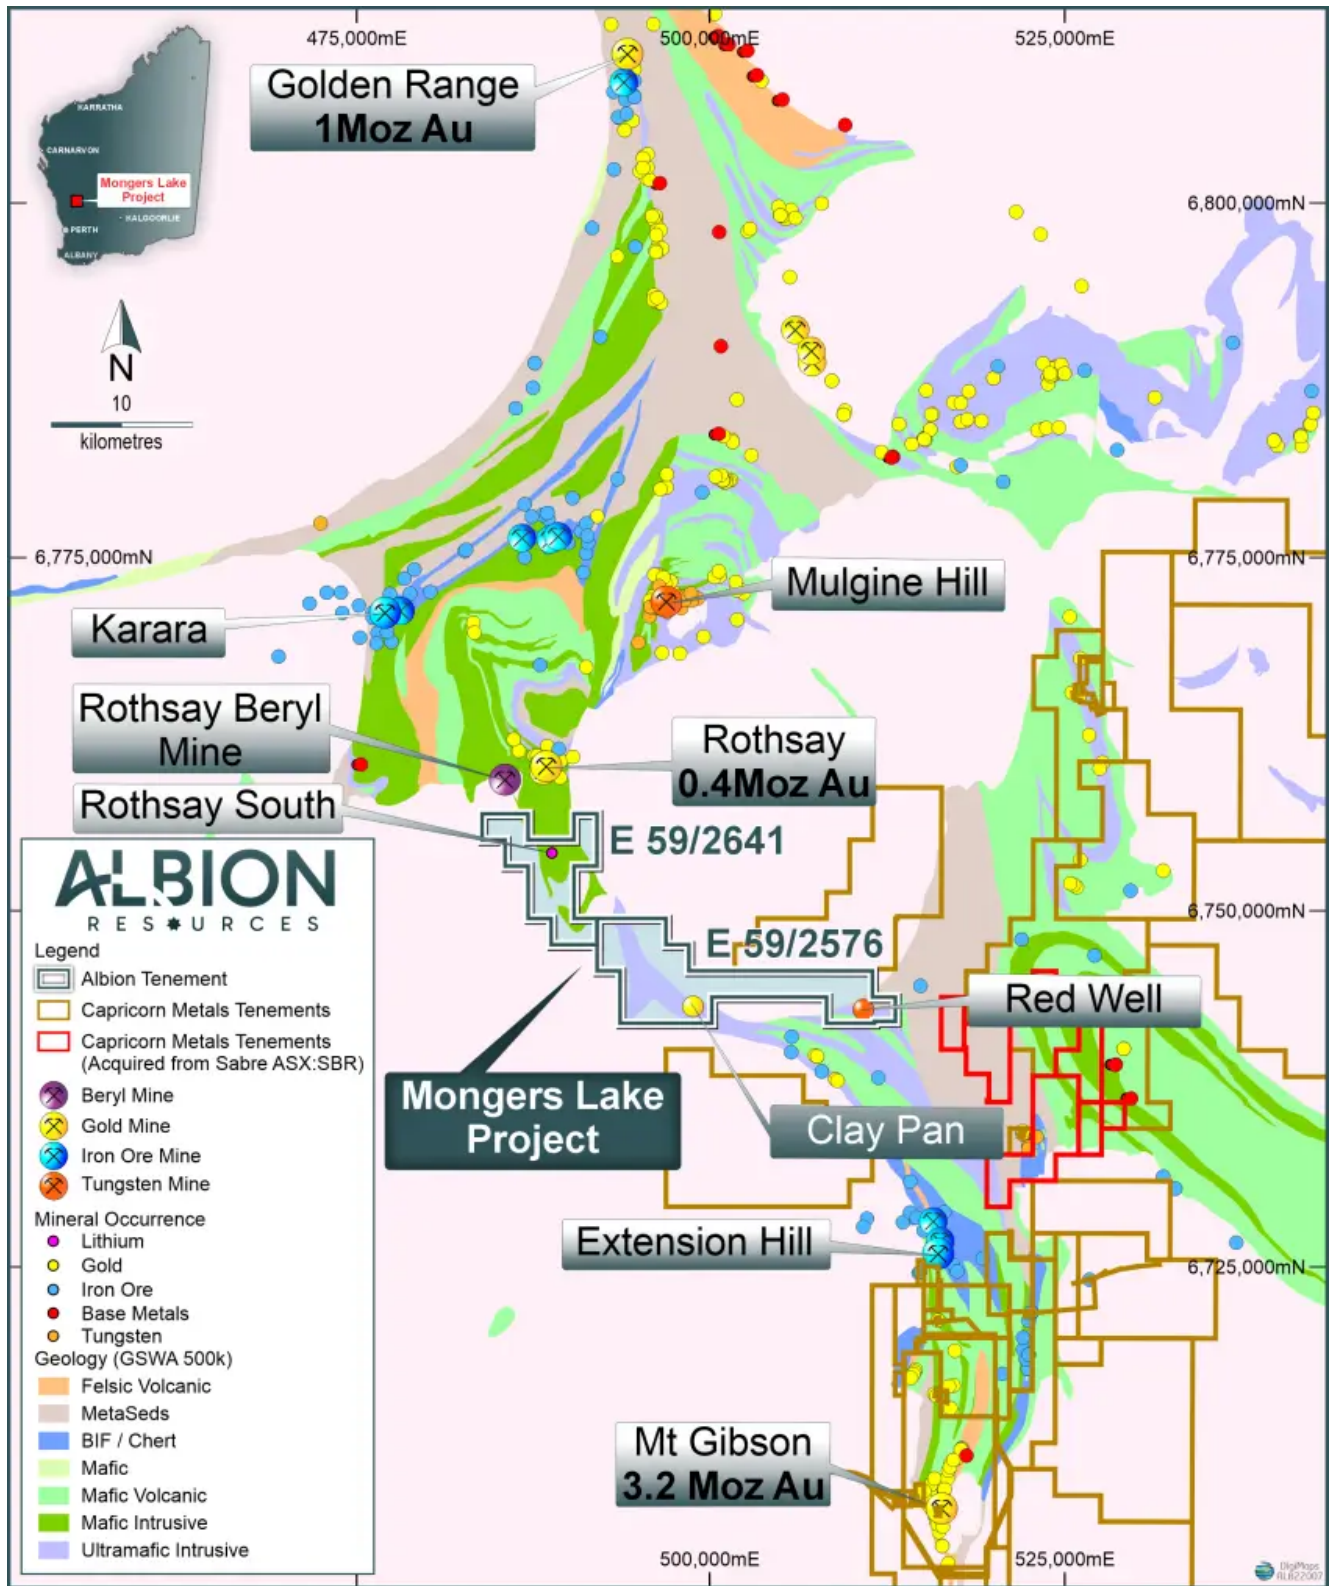 475,000mE
500,000mE
525,000mE
Golden Range
1Moz Au
KARRATHA
CARNARVON
Mongers Lake
Project
KALGOORLIE
PERTH
ALBANY
6,800,000mN
N
10
kilometres
6,775,000mN
6,775,000mN
Mulgine Hill
Karara
Rothsay Beryl
Mine
Rothsay
0.4Moz Au
Rothsay South
E 59/2641
ALBION
RESOURCES
6,750,000mN
E 59/2576
Legend
Albion Tenement
Capricorn Metals Tenements
Capricorn Metals Tenements
(Acquired from Sabre ASX:SBR)
Red Well
Beryl Mine
Gold Mine
Iron Ore Mine
Tungsten Mine
Mongers Lake
Project
Clay Pan
Mineral Occurrence
Lithium
Gold
Iron Ore
Base Metals
Tungsten
Extension Hill
6,725,000mN
Geology (GSWA 500k)
Felsic Volcanic
MetaSeds
BIF / Chert
Mafic
Mafic Volcanic
Mafic Intrusive
Ultramafic Intrusive
Mt Gibson
3.2 Moz Au
500,000mE
525,000mE
DigiMaps
ALB22007